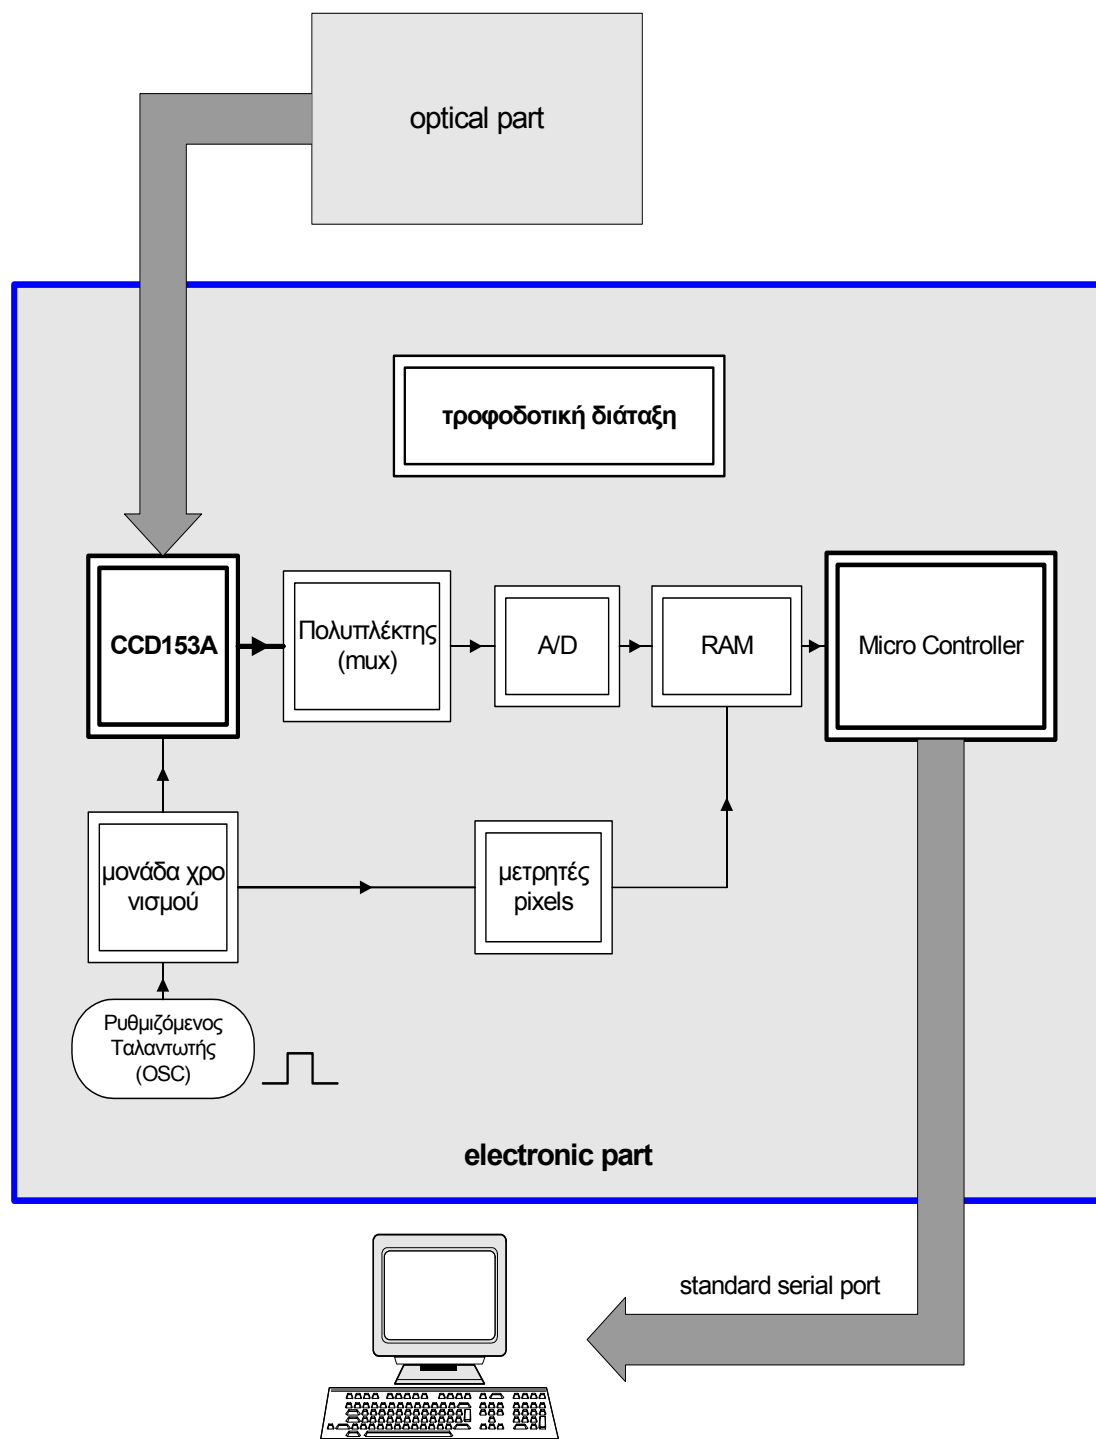 optical part
τροφοδοτική διάταξη
CCD153A
Πολυπλέκτης
(mux)
A/D
RAM
Micro Controller
μονάδα χρο
νισμού
μετρητές
pixels
Ρυθμιζόμενος
Ταλαντωτής
(OSC)
electronic part
standard serial port